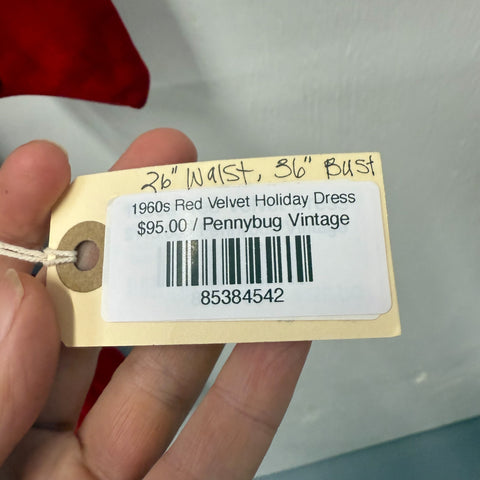 26" Waist, 36" Bust
1960s Red Velvet Holiday Dress
$95.00 / Pennybug Vintage
85384542